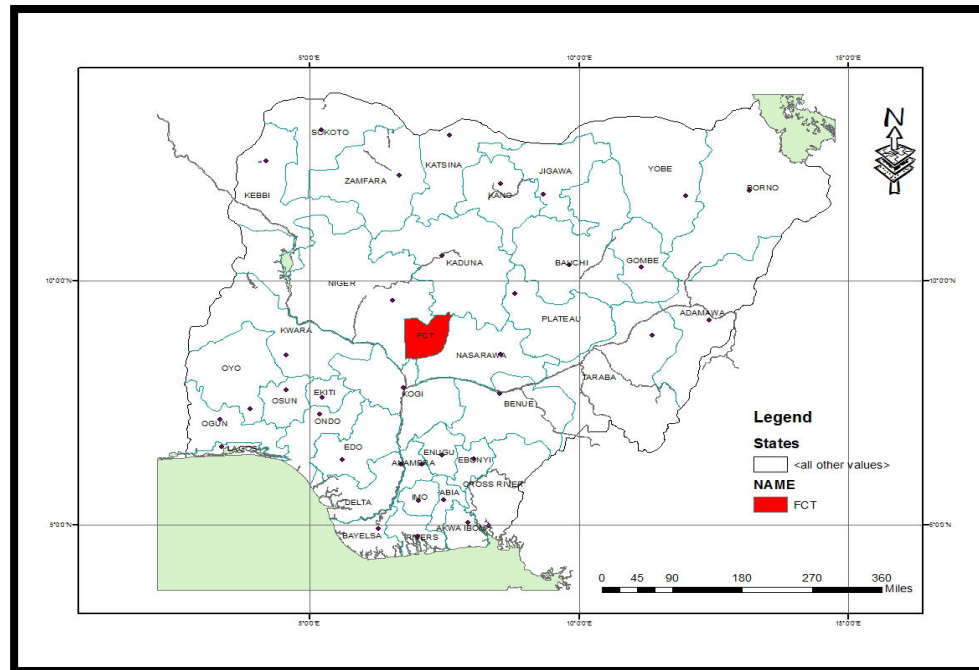 5°0'0"E 10°0'0"E 15°0'0"E
N
SOKOTO
KATSINA
JIGAWA
YOBE
ZAMFARA
KANO
BORNO
KEBBI
KADUNA
BAUCHI
GOMBE
10°0'0"N 10°0'0"N
NIGER
ADAMAWA
PLATEAU
KWARA
FCT
NASARAWA
OYO
TARABA
KOGI
OSUN
EKITI
BENUE
OGUN
ONDO
LAGOS
EDO
ENUGU
EBONYI
ANAMBRA
CROSS RIVER
DELTA
IMO
ABIA
5°0'0"N 5°0'0"N
BAYELSA
RIVERS
AKWA IBOM
Legend
States
<all other values>
NAME
FCT
0 45 90 180 270 360
Miles
5°0'0"E 10°0'0"E 15°0'0"E